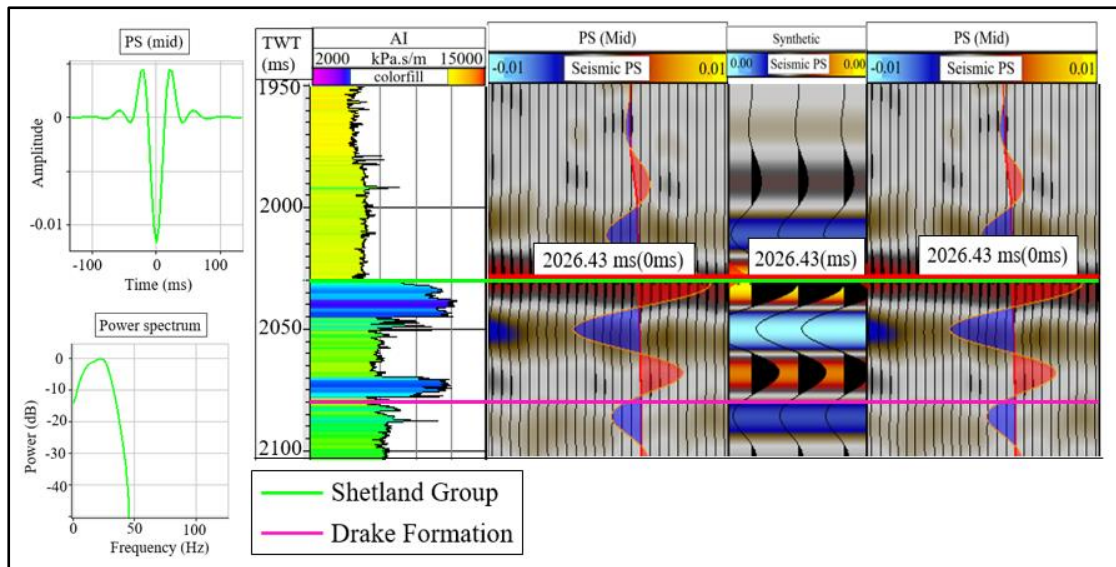 PS (mid)
Amplitude
0
-0.01
-100
0
100
Time (ms)
Power spectrum
Power (dB)
0
-10
-20
-30
-40
0
50
100
Frequency (Hz)
TWT
(ms)
1950
2000
2050
2100
AI
2000 kPa.s/m 15000
colorfill
PS (Mid)
-0,01 Seismic PS 0.01
2026.43 ms(0ms)
Synthetic
0.00 Seismic PS 0.00
2026.43(ms)
PS (Mid)
-0,01 Seismic PS 0.01
2026.43 ms(0ms)
Shetland Group
Drake Formation